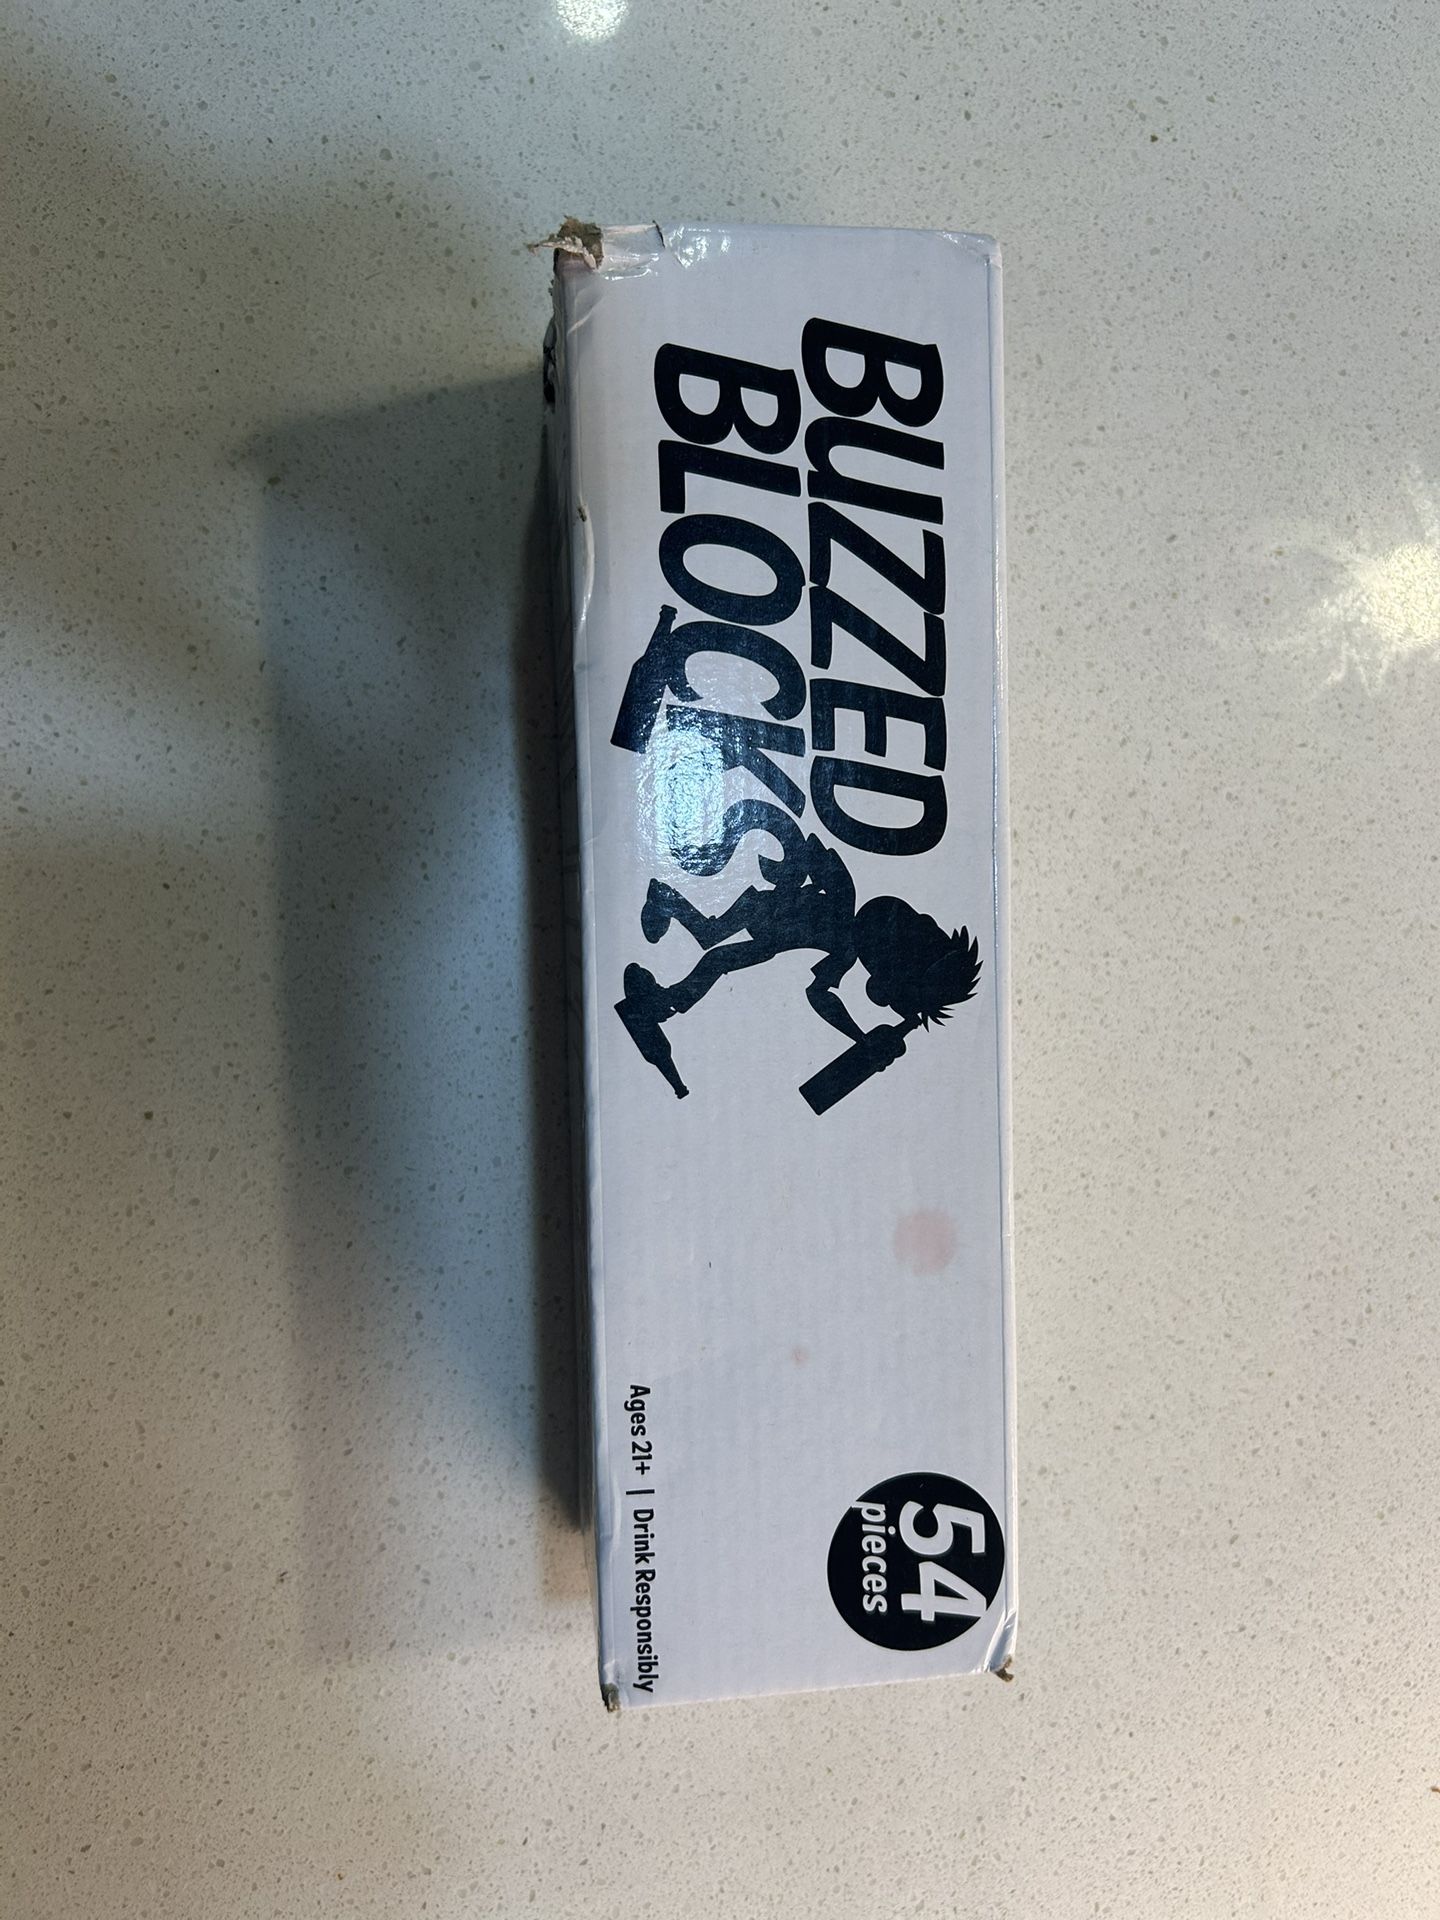 BUZZED
BLOCKS
54
pieces
Ages 21+ | Drink Responsibly